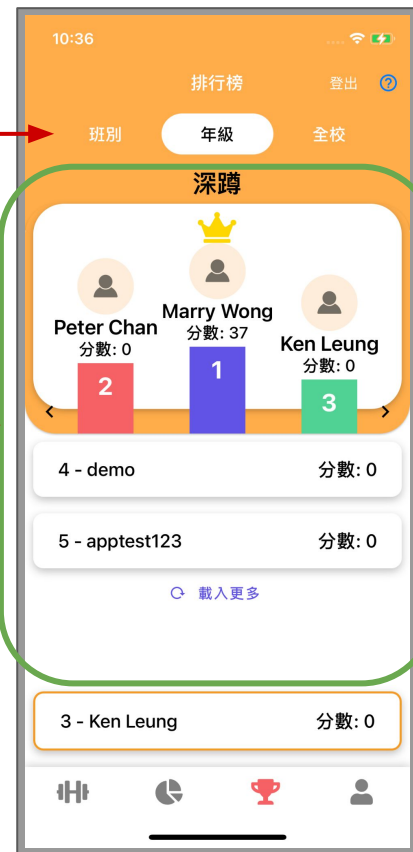 10:36
排行榜
登出
?
班別
年級
全校
深蹲
Peter Chan
分數: 0
Marry Wong
分數: 37
Ken Leung
分數: 0
2
1
3
4 - demo 分數: 0
5 - apptest123 分數: 0
載入更多
3 - Ken Leung 分數: 0